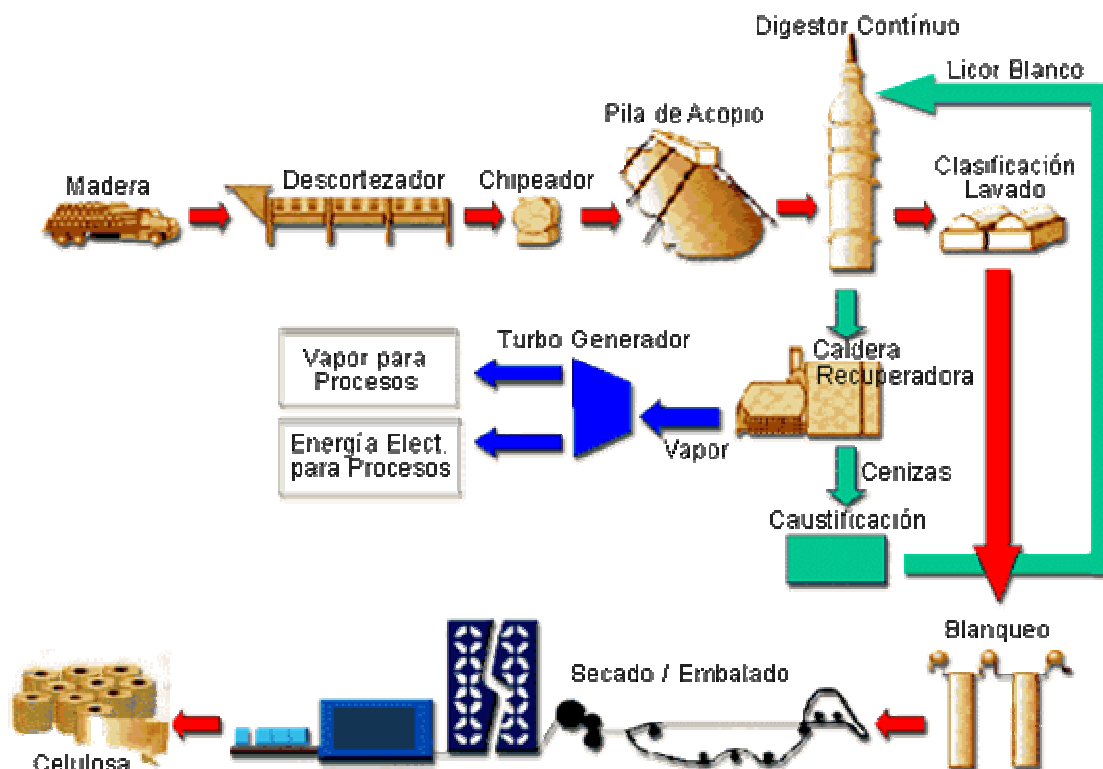 Digestor Contínuo
Licor Blanco
Pila de Acopio
Clasificación
Lavado
Madera
Descortezador
Chipeador
Turbo Generador
Caldera
Recuperadora
Vapor para
Procesos
Energía Elect.
para Procesos
Vapor
Cenizas
Caustificación
Blanqueo
Secado / Embalado
Celulosa